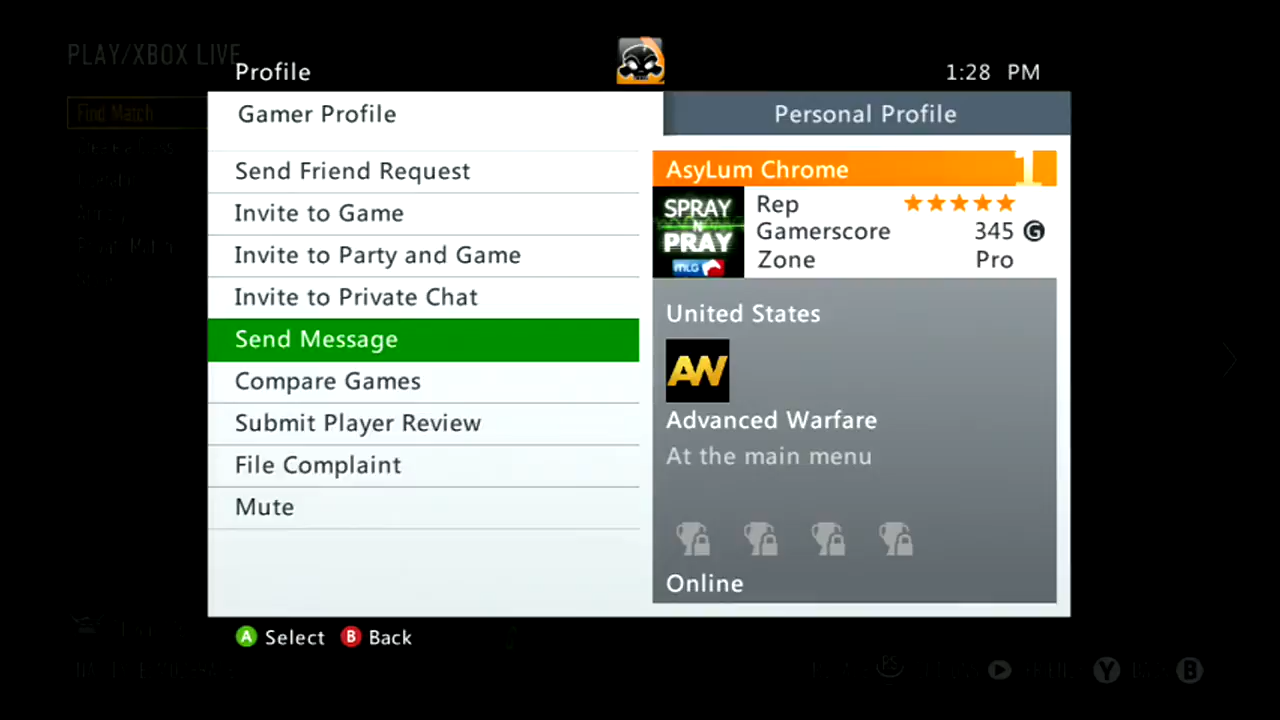 PLAY/XBOX LIVE
Profile
1:28 PM
Find Match
Gamer Profile
Personal Profile
Send Friend Request
Invite to Game
Invite to Party and Game
Invite to Private Chat
Send Message
Compare Games
Submit Player Review
File Complaint
Mute
AsyLum Chrome
1
SPRAY
N
PRAY
MLG
Rep
Gamerscore 345 G
Zone Pro
United States
AW
Advanced Warfare
At the main menu
Online
A Select B Back
Y B